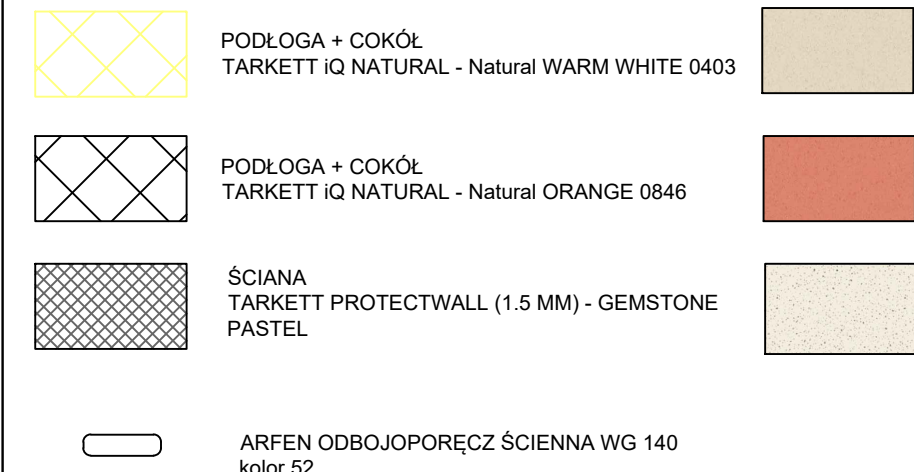 PODŁOGA + COKÓŁ
TARKETT iQ NATURAL - Natural WARM WHITE 0403
PODŁOGA + COKÓŁ
TARKETT iQ NATURAL - Natural ORANGE 0846
ŚCIANA
TARKETT PROTECTWALL (1.5 MM) - GEMSTONE
PASTEL
ARFEN ODBOJOPORĘCZ ŚCIENNA WG 140
kolor 52